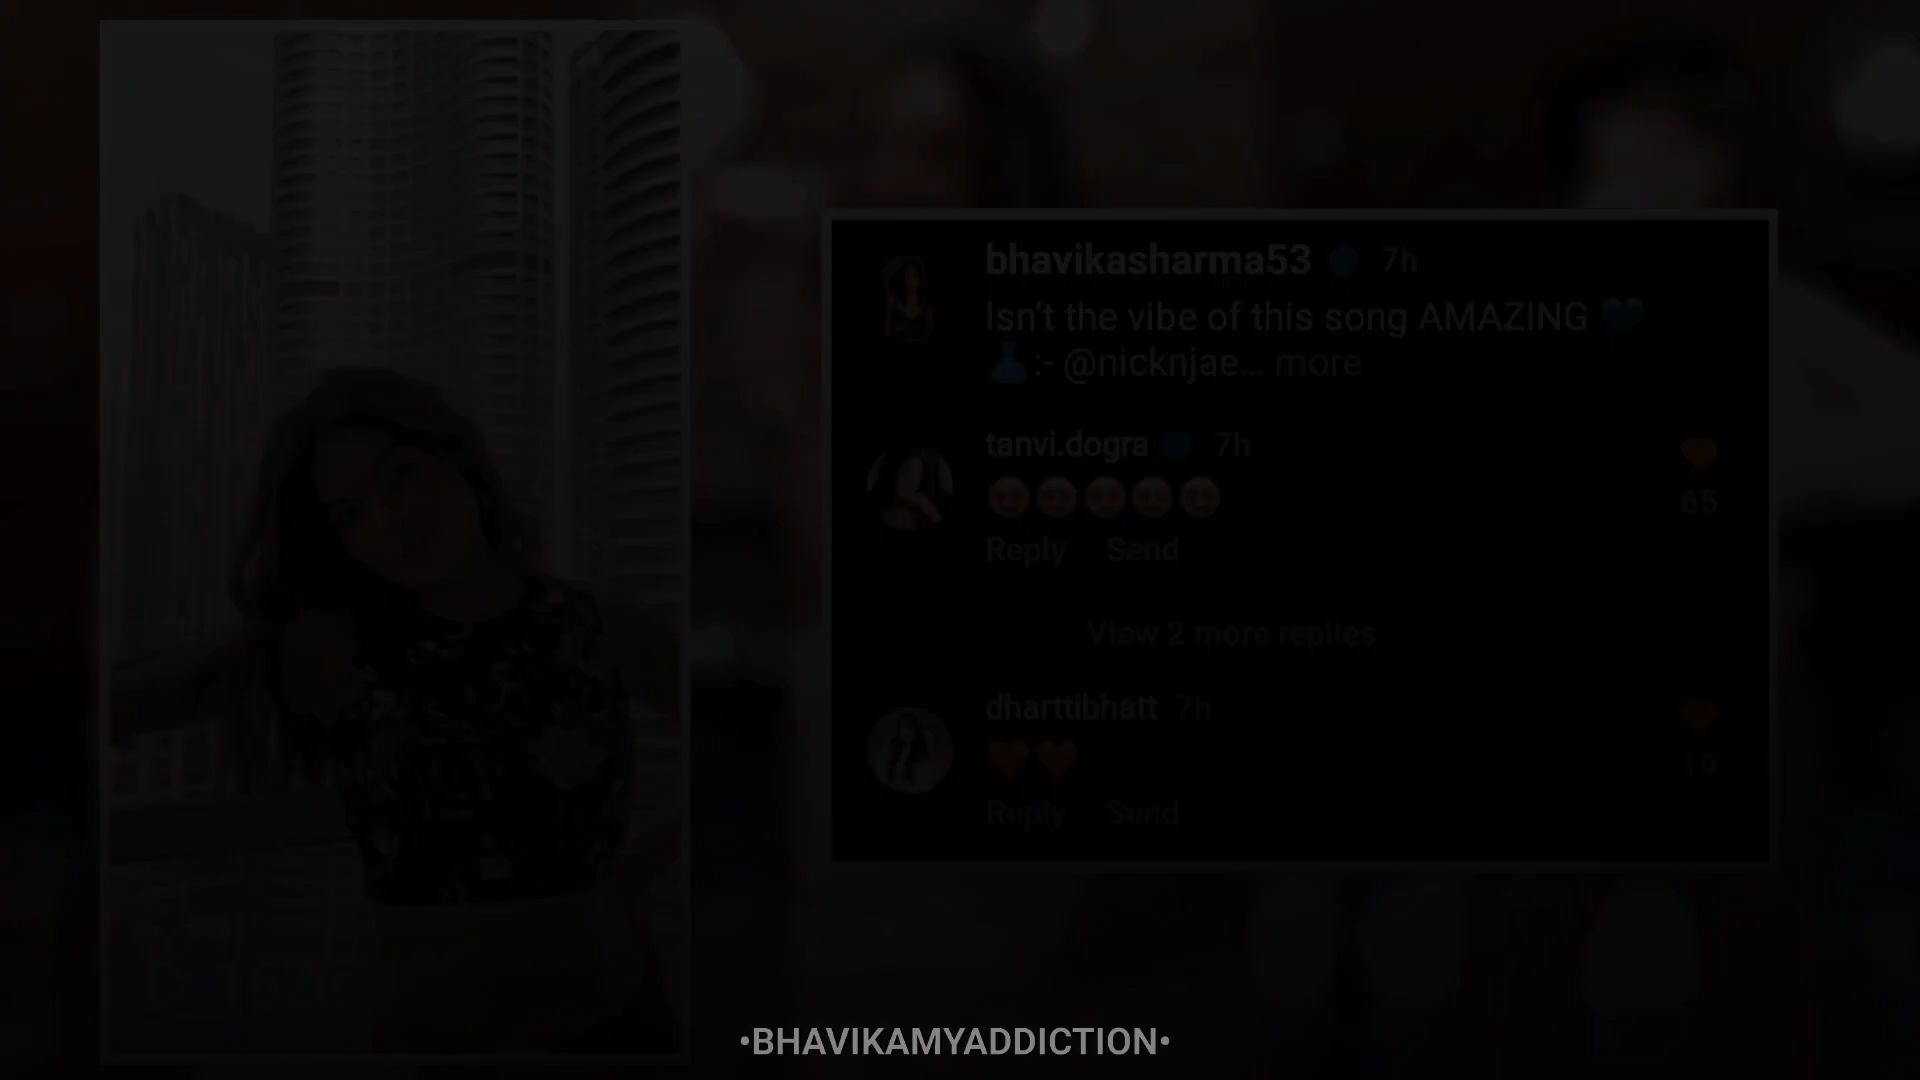 bhavikasharma53 7h
Isn't the vibe of this song AMAZING 🩵
👗:- @nicknjae... more
tanvi.dogra 7h
😍😍😍😍😍
65
Reply Send
View 2 more replies
dharttibhatt 7h
❤️❤️
19
Reply Send
•BHAVIKAMYADDICTION•